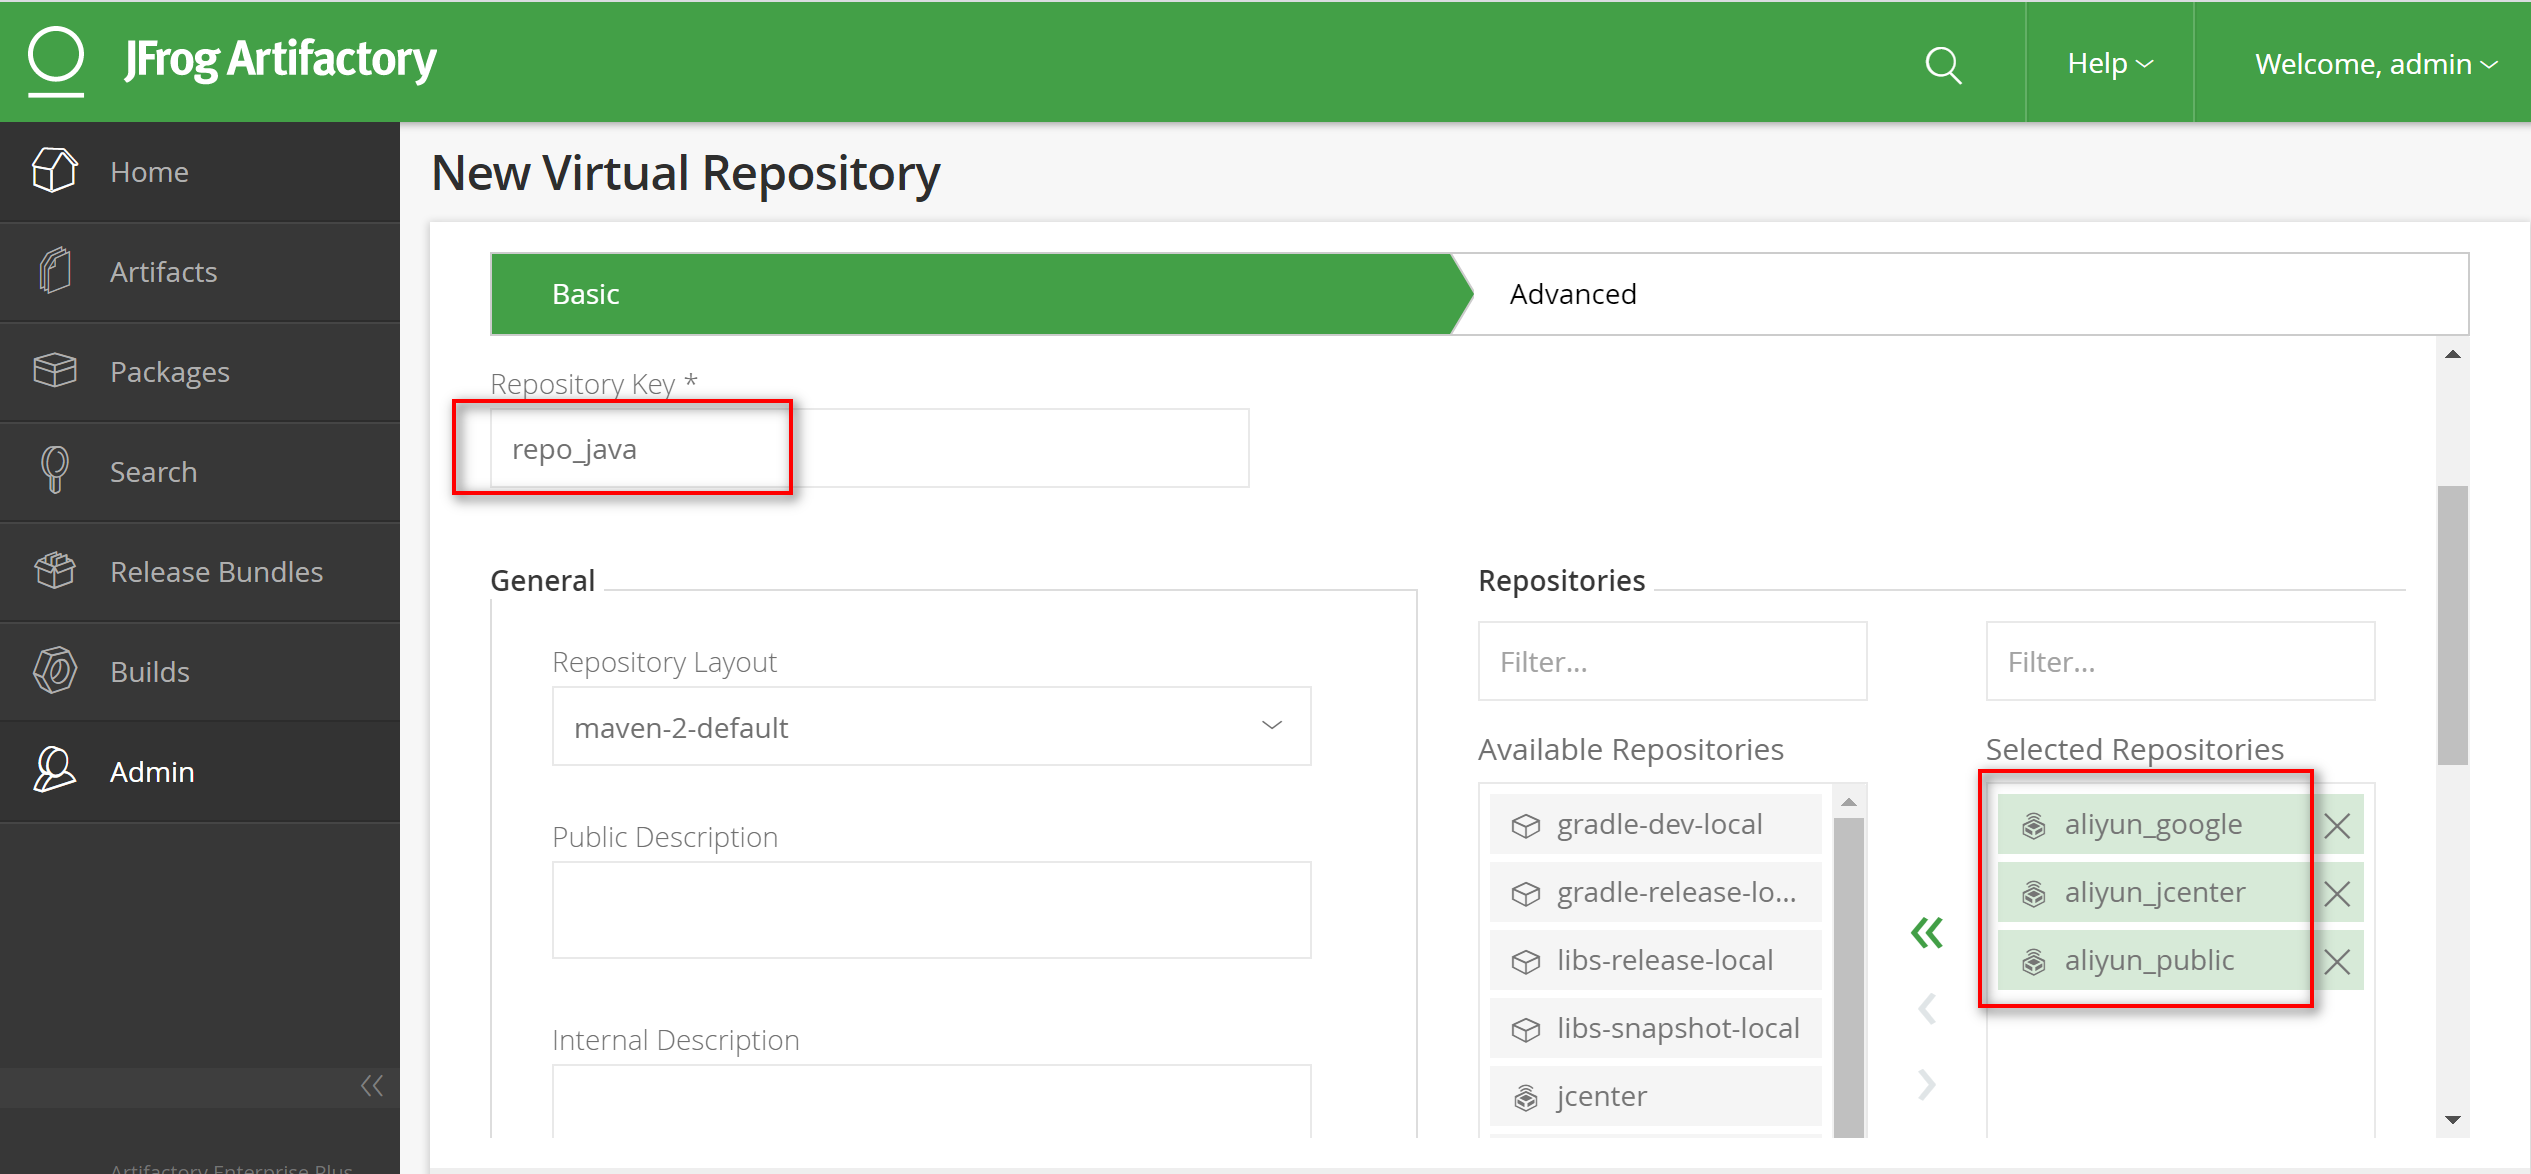 JFrog Artifactory
Help
Welcome, admin
Home
Artifacts
Packages
Search
Release Bundles
Builds
Admin
Artifactory Enterprise Plus
New Virtual Repository
Basic
Advanced
Repository Key *
repo_java
General
Repository Layout
maven-2-default
Public Description
Internal Description
Repositories
Filter...
Filter...
Available Repositories
gradle-dev-local
gradle-release-lo...
libs-release-local
libs-snapshot-local
jcenter
Selected Repositories
aliyun_google
aliyun_jcenter
aliyun_public